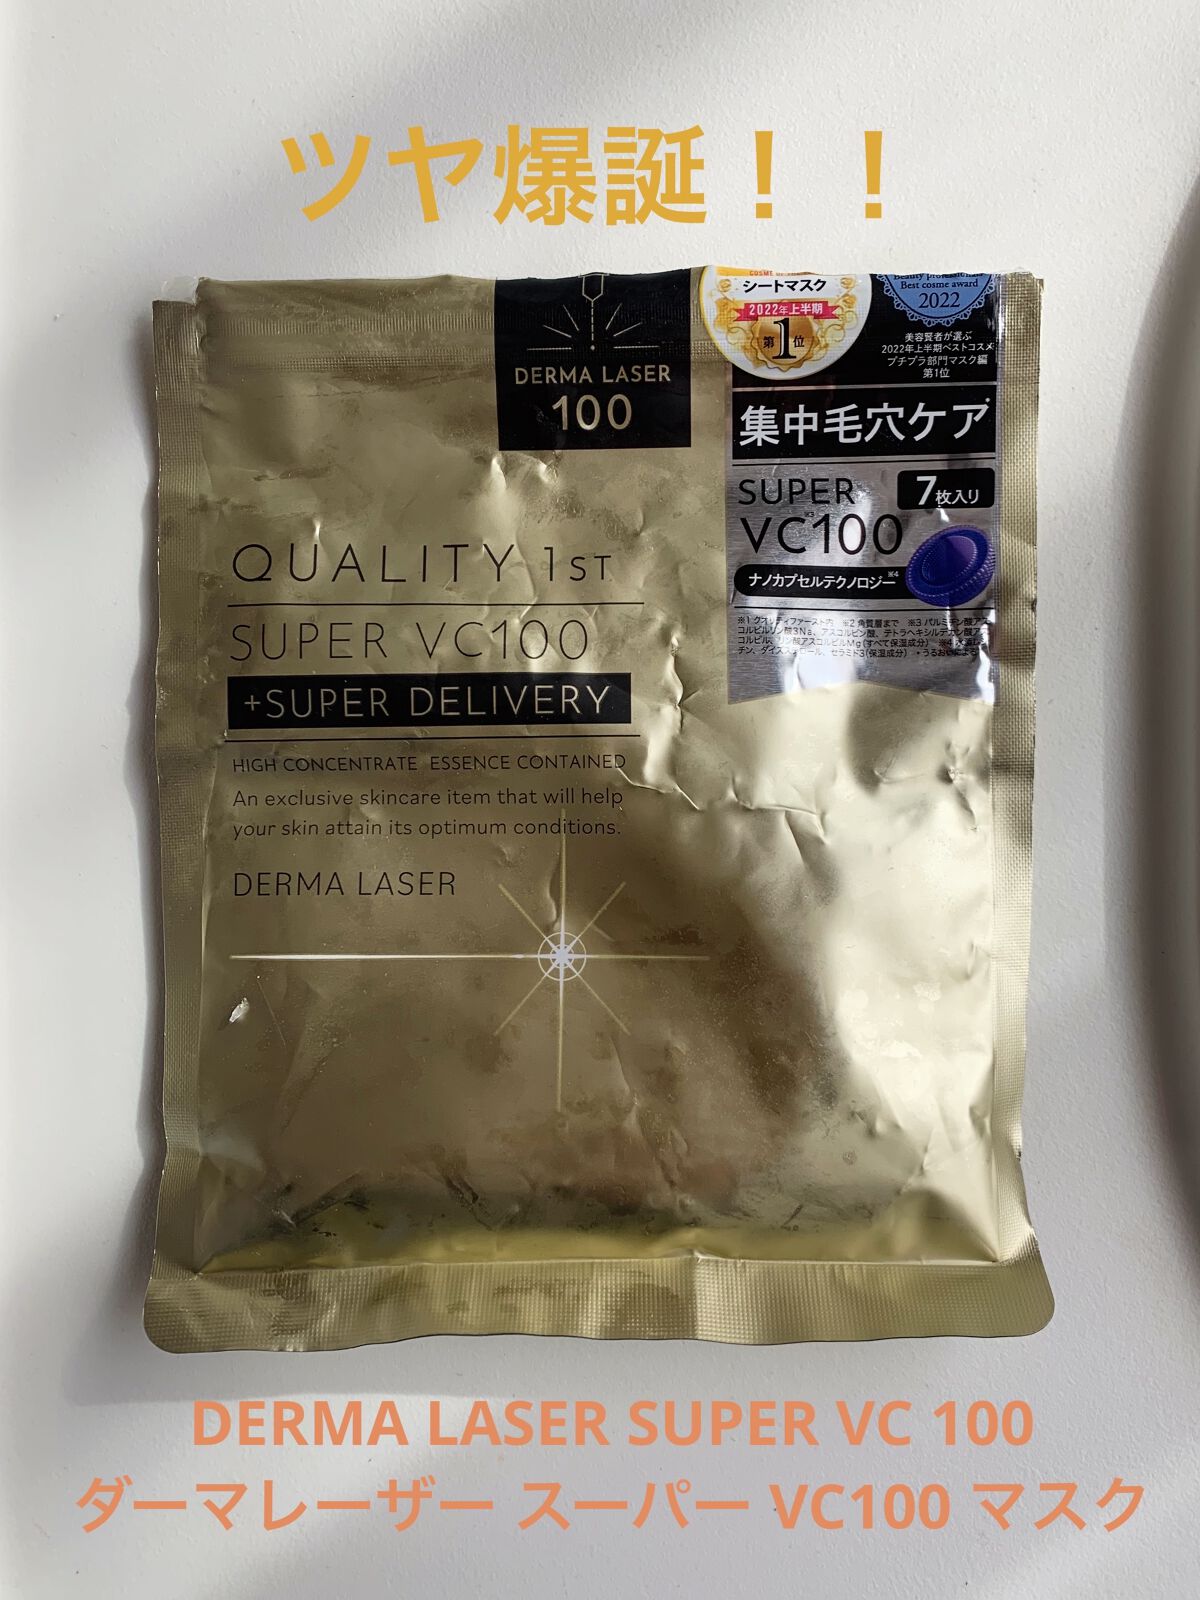 ツヤ爆誕！！
シートマスク
2022年上半期
第1位
Best cosme award
2022
美容賢者が選ぶ
2022年上半期ベストコスメ
プチプラ部門マスク編
第1位
DERMA LASER
100
集中毛穴ケア
SUPER
VC100
※3
7枚入り
ナノカプセルテクノロジー※4
QUALITY 1ST
SUPER VC100
+SUPER DELIVERY
HIGH CONCENTRATE ESSENCE CONTAINED
An exclusive skincare item that will help
your skin attain its optimum conditions.
DERMA LASER
DERMA LASER SUPER VC 100
ダーマレーザー スーパー VC100 マスク